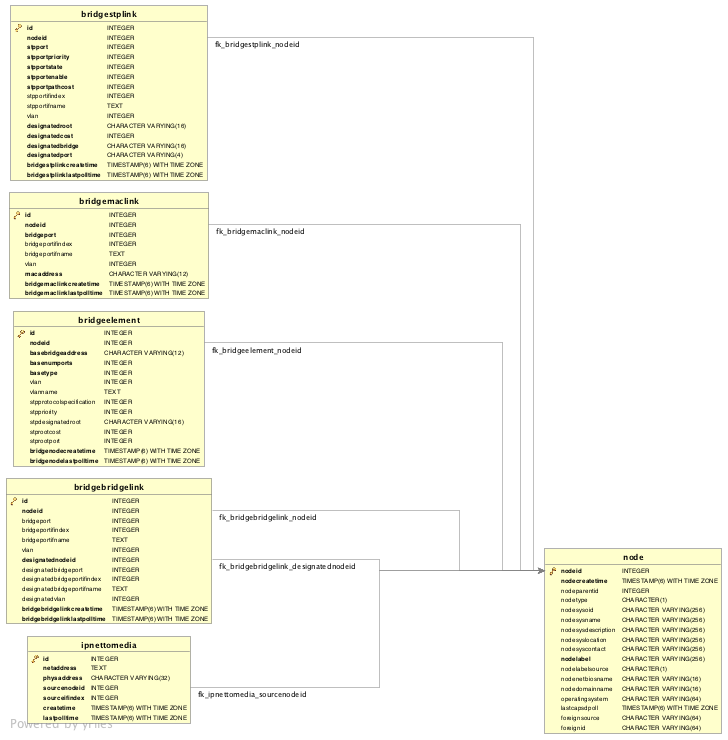 bridgestplink
id INTEGER
nodeid INTEGER
stpport INTEGER
stpportpriority INTEGER
stpportstate INTEGER
stpportenable INTEGER
stpportpathcost INTEGER
stpportifindex INTEGER
stpportifname TEXT
vlan INTEGER
designatedroot CHARACTER VARYING(16)
designatedcost INTEGER
designatedbridge CHARACTER VARYING(16)
designatedport CHARACTER VARYING(4)
bridgestplinkcreatetime TIMESTAMP(6) WITH TIME ZONE
bridgestplinklastpolltime TIMESTAMP(6) WITH TIME ZONE
fk_bridgestplink_nodeid
bridgemaclink
id INTEGER
nodeid INTEGER
bridgeport INTEGER
bridgeportifindex INTEGER
bridgeportifname TEXT
vlan INTEGER
macaddress CHARACTER VARYING(12)
bridgemaclinkcreatetime TIMESTAMP(6) WITH TIME ZONE
bridgemaclinklastpolltime TIMESTAMP(6) WITH TIME ZONE
fk_bridgemaclink_nodeid
bridgeelement
id INTEGER
nodeid INTEGER
basebridgeaddress CHARACTER VARYING(12)
basenumports INTEGER
basetype INTEGER
vlan INTEGER
vlanname TEXT
stpprotocolspecification INTEGER
stppriority INTEGER
stpdesignatedroot CHARACTER VARYING(16)
stprootcost INTEGER
stprootport INTEGER
bridgenodecreatetime TIMESTAMP(6) WITH TIME ZONE
bridgenodelastpolltime TIMESTAMP(6) WITH TIME ZONE
fk_bridgeelement_nodeid
bridgebridgelink
id INTEGER
nodeid INTEGER
bridgeport INTEGER
bridgeportifindex INTEGER
bridgeportifname TEXT
vlan INTEGER
designatednodeid INTEGER
designatedbridgeport INTEGER
designatedbridgeportifindex INTEGER
designatedbridgeportifname TEXT
designatedvlan INTEGER
bridgebridgelinkcreatetime TIMESTAMP(6) WITH TIME ZONE
bridgebridgelinklastpolltime TIMESTAMP(6) WITH TIME ZONE
fk_bridgebridgelink_nodeid
fk_bridgebridgelink_designatednodeid
ipnettomedia
id INTEGER
netaddress TEXT
physaddress CHARACTER VARYING(32)
sourcenodeid INTEGER
sourceifindex INTEGER
createtime TIMESTAMP(6) WITH TIME ZONE
lastpolltime TIMESTAMP(6) WITH TIME ZONE
fk_ipnettomedia_sourcenodeid
node
nodeid INTEGER
nodecreatetime TIMESTAMP(6) WITH TIME ZONE
nodeparentid INTEGER
nodetype CHARACTER(1)
nodesysoid CHARACTER VARYING(256)
nodesysname CHARACTER VARYING(256)
nodesysdescription CHARACTER VARYING(256)
nodesyslocation CHARACTER VARYING(256)
nodesyscontact CHARACTER VARYING(256)
nodelabel CHARACTER VARYING(256)
nodelabelsource CHARACTER(1)
nodenetbiosname CHARACTER VARYING(16)
nodedomainname CHARACTER VARYING(16)
operatingsystem CHARACTER VARYING(64)
lastcapsdpoll TIMESTAMP(6) WITH TIME ZONE
foreignsource CHARACTER VARYING(64)
foreignid CHARACTER VARYING(64)
Powered by yFiles